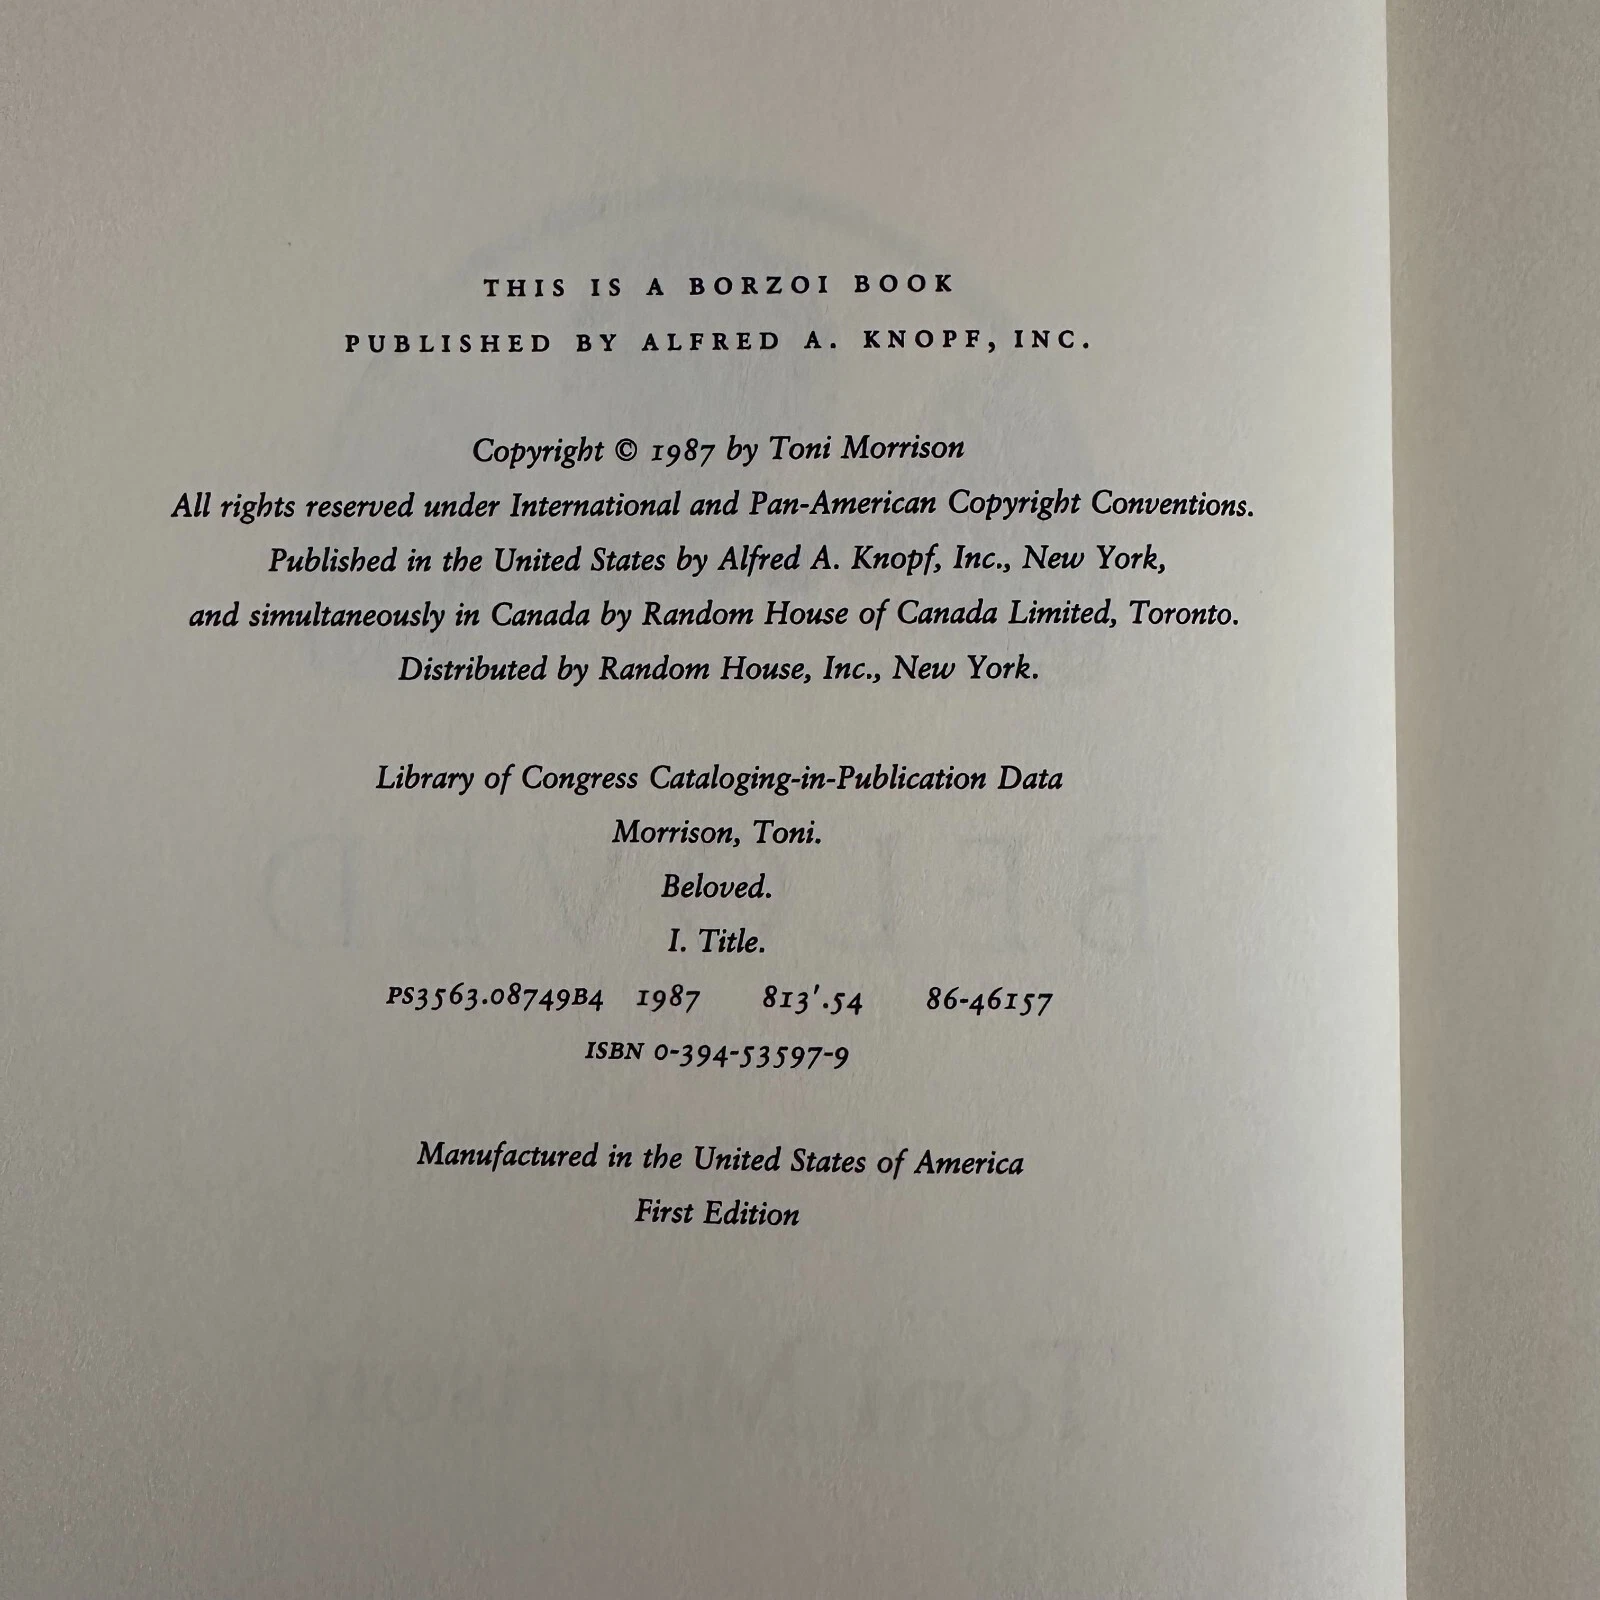 THIS IS A BORZOI BOOK
PUBLISHED BY ALFRED A. KNOPF, INC.
Copyright © 1987 by Toni Morrison
All rights reserved under International and Pan-American Copyright Conventions.
Published in the United States by Alfred A. Knopf, Inc., New York,
and simultaneously in Canada by Random House of Canada Limited, Toronto.
Distributed by Random House, Inc., New York.
Library of Congress Cataloging-in-Publication Data
Morrison, Toni.
Beloved.
I. Title.
PS3563.O8749B4 1987 813'.54 86-46157
ISBN 0-394-53597-9
Manufactured in the United States of America
First Edition